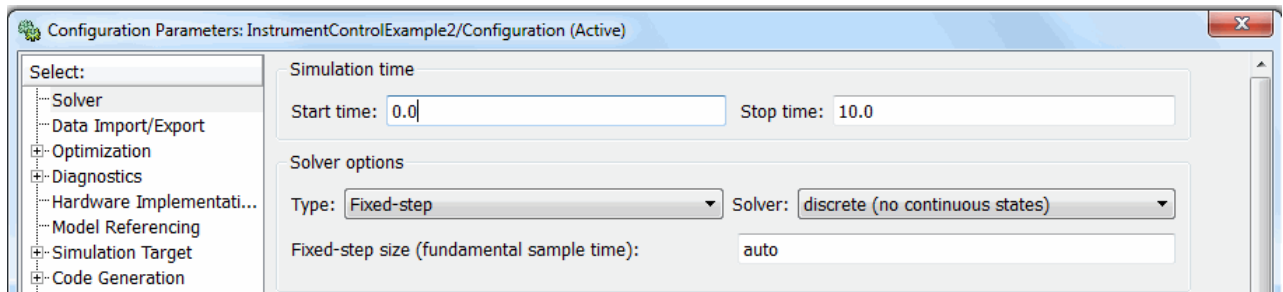 Configuration Parameters: InstrumentControlExample2/Configuration (Active)
Select:
Solver
Data Import/Export
Optimization
Diagnostics
Hardware Implementati...
Model Referencing
Simulation Target
Code Generation
Simulation time
Start time: 0.0 Stop time: 10.0
Solver options
Type: Fixed-step Solver: discrete (no continuous states)
Fixed-step size (fundamental sample time): auto